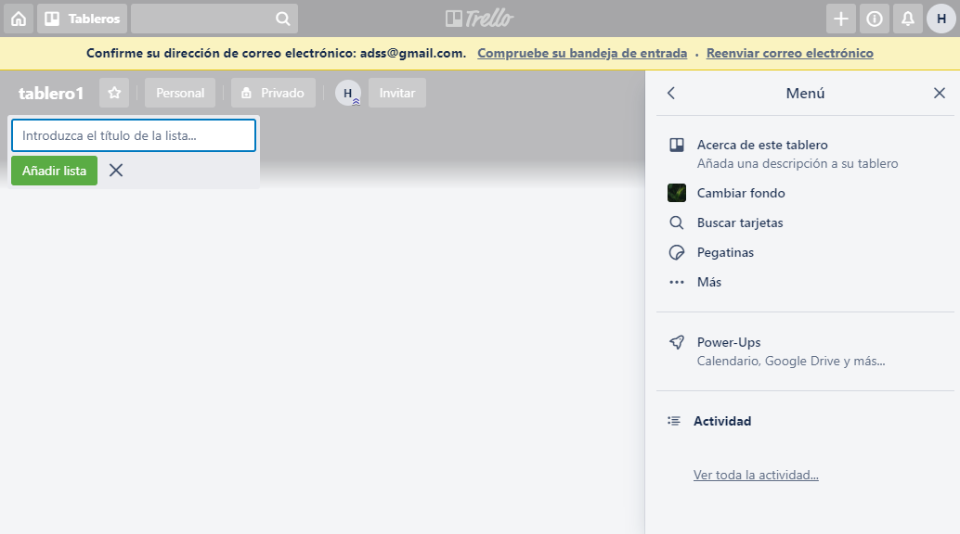 Tableros
Trello
H
Confirme su dirección de correo electrónico: adss@gmail.com. Compruebe su bandeja de entrada · Reenviar correo electrónico
tablero1 Personal Privado H Invitar
Introduzca el título de la lista...
Añadir lista
Menú
Acerca de este tablero
Añada una descripción a su tablero
Cambiar fondo
Buscar tarjetas
Pegatinas
Más
Power-Ups
Calendario, Google Drive y más...
Actividad
Ver toda la actividad...